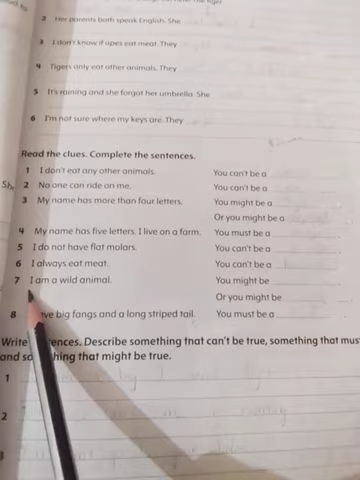 2 Her parents both speak English. She
3 I don't know if apes eat meat. They
4 Tigers only eat other animals. They
5 It's raining and she forgot her umbrella. She
6 I'm not sure where my keys are. They
Read the clues. Complete the sentences.
1 I don't eat any other animals. You can't be a
2 No one can ride on me. You can't be a
3 My name has more than four letters. You might be a
Or you might be a
4 My name has five letters. I live on a farm. You must be a
5 I do not have flat molars. You can't be a
6 I always eat meat. You can't be a
7 I am a wild animal. You might be
Or you might be
8 big fangs and a long striped tail. You must be a
Write Describe something that can't be true, something that mus
and that might be true.
1
2